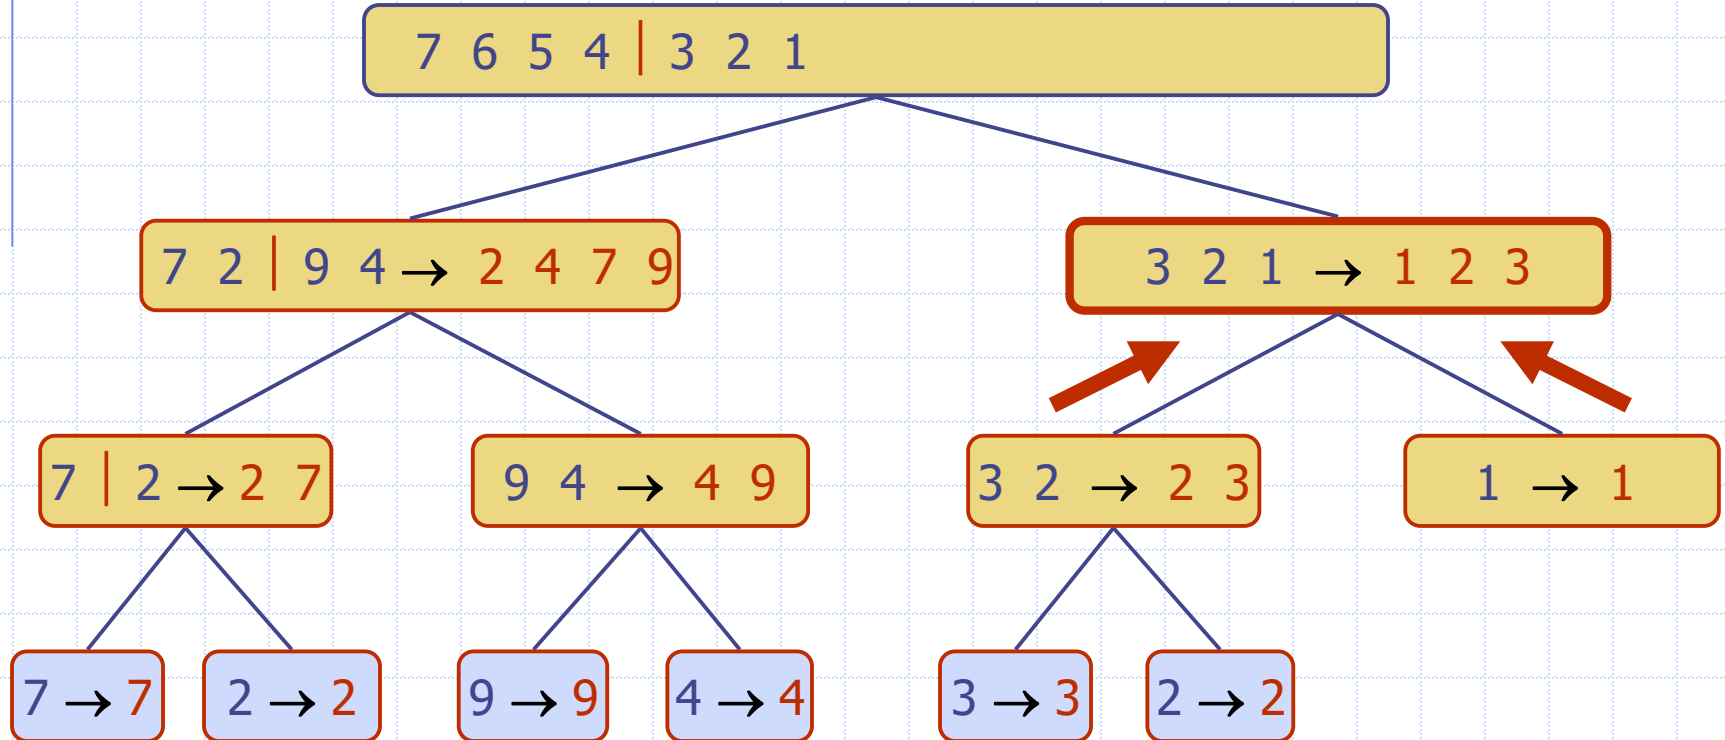 7 6 5 4 | 3 2 1
7 2 | 9 4 → 2 4 7 9
3 2 1 → 1 2 3
7 | 2 → 2 7
9 4 → 4 9
3 2 → 2 3
1 → 1
7 → 7
2 → 2
9 → 9
4 → 4
3 → 3
2 → 2